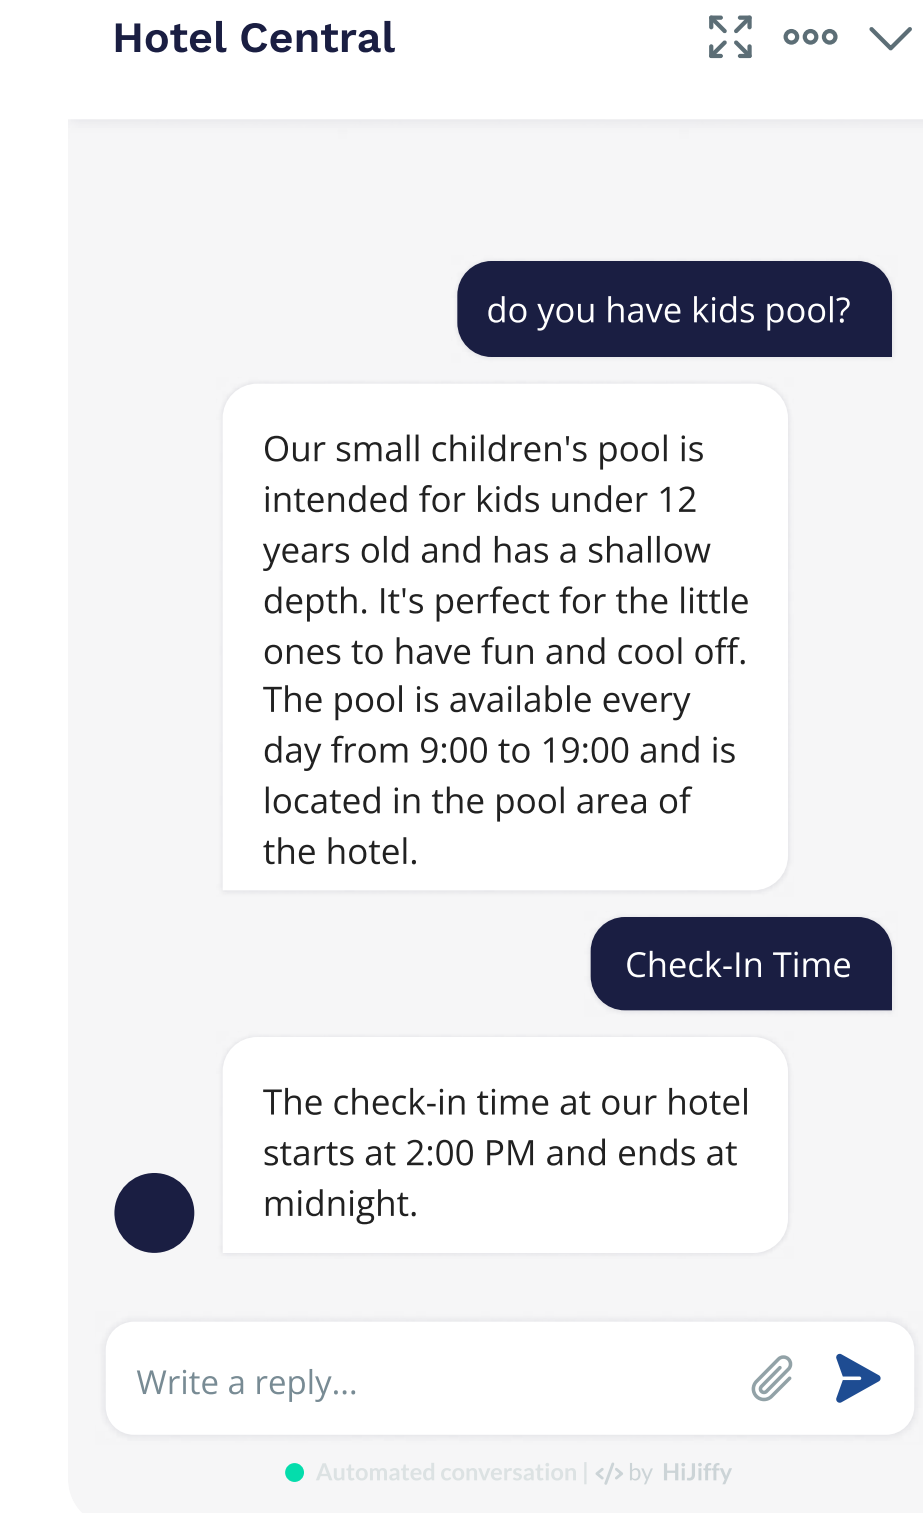 Hotel Central
do you have kids pool?
Our small children's pool is
intended for kids under 12
years old and has a shallow
depth. It's perfect for the little
ones to have fun and cool off.
The pool is available every
day from 9:00 to 19:00 and is
located in the pool area of
the hotel.
Check-In Time
The check-in time at our hotel
starts at 2:00 PM and ends at
midnight.
Write a reply...
Automated conversation | </> by HiJiffy